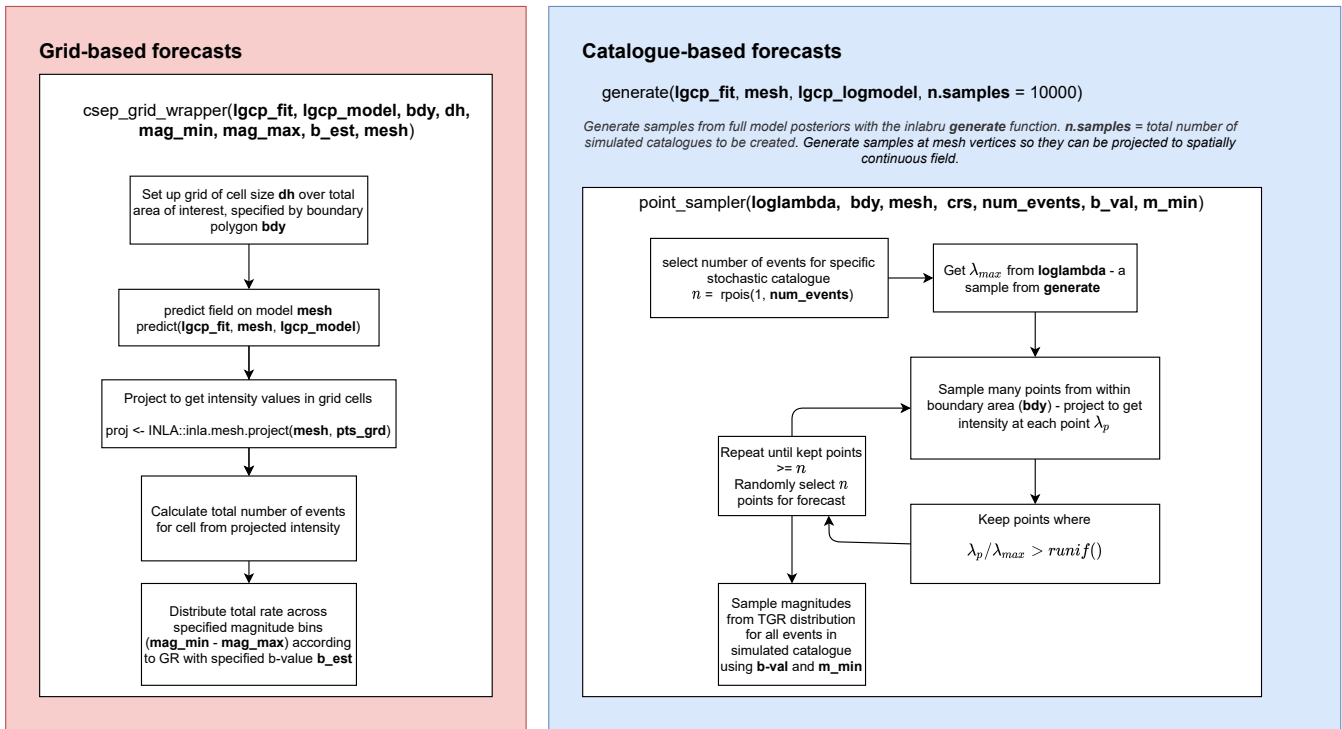 Grid-based forecasts
csep_grid_wrapper(lgcp_fit, lgcp_model, bdy, dh,
mag_min, mag_max, b_est, mesh)
Set up grid of cell size dh over total
area of interest, specified by boundary
polygon bdy
predict field on model mesh
predict(lgcp_fit, mesh, lgcp_model)
Project to get intensity values in grid cells
proj <- INLA::inla.mesh.project(mesh, pts_grd)
Calculate total number of events
for cell from projected intensity
Distribute total rate across
specified magnitude bins
(mag_min - mag_max) according
to GR with specified b-value b_est
Catalogue-based forecasts
generate(lgcp_fit, mesh, lgcp_logmodel, n.samples = 10000)
Generate samples from full model posteriors with the inlabru generate function. n.samples = total number of
simulated catalogues to be created. Generate samples at mesh vertices so they can be projected to spatially
continuous field.
point_sampler(loglambda, bdy, mesh, crs, num_events, b_val, m_min)
select number of events for specific
stochastic catalogue
n = rpois(1, num_events)
Get λmax from loglambda - a
sample from generate
Sample many points from within
boundary area (bdy) - project to get
intensity at each point λp
Keep points where
λp/λmax > runif()
Repeat until kept points
>= n
Randomly select n
points for forecast
Sample magnitudes
from TGR distribution
for all events in
simulated catalogue
using b-val and m_min